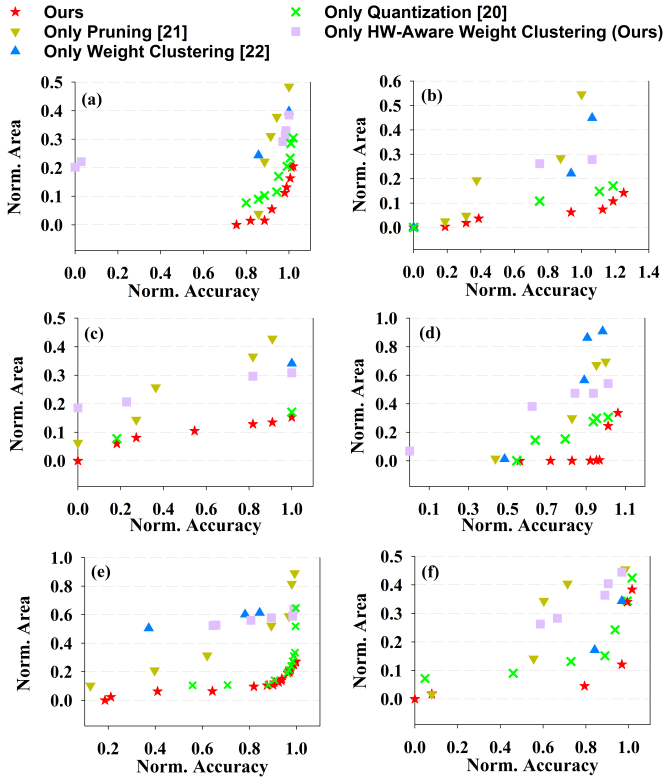 Ours
Only Quantization [20]
Only Pruning [21]
Only HW-Aware Weight Clustering (Ours)
Only Weight Clustering [22]
(a)
Norm. Area
0.5
0.4
0.3
0.2
0.1
0.0
0.0 0.2 0.4 0.6 0.8 1.0
Norm. Accuracy
(b)
Norm. Area
0.6
0.5
0.4
0.3
0.2
0.1
0.0
0.0 0.2 0.4 0.6 0.8 1.0 1.2 1.4
Norm. Accuracy
(c)
Norm. Area
0.5
0.4
0.3
0.2
0.1
0.0
0.0 0.2 0.4 0.6 0.8 1.0
Norm. Accuracy
(d)
Norm. Area
1.0
0.8
0.6
0.4
0.2
0.0
0.1 0.3 0.5 0.7 0.9 1.1
Norm. Accuracy
(e)
Norm. Area
1.0
0.8
0.6
0.4
0.2
0.0
0.2 0.4 0.6 0.8 1.0
Norm. Accuracy
(f)
Norm. Area
0.5
0.4
0.3
0.2
0.1
0.0
0.0 0.2 0.4 0.6 0.8 1.0
Norm. Accuracy